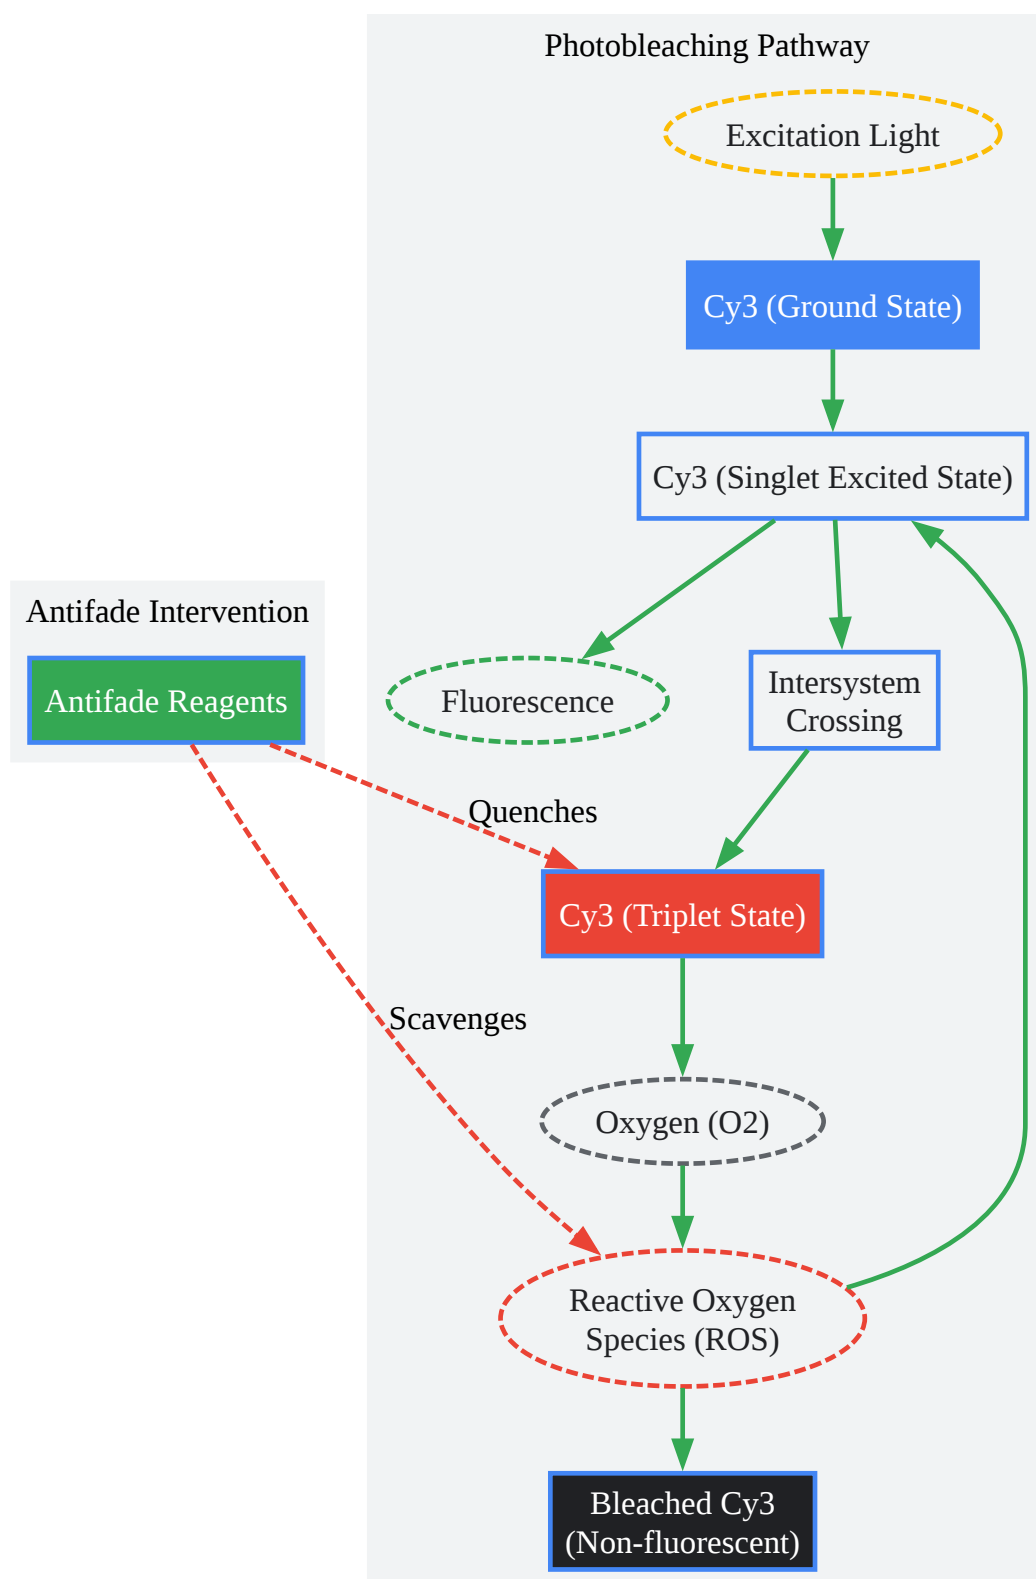 Photobleaching Pathway
Excitation Light
Cy3 (Ground State)
Cy3 (Singlet Excited State)
Antifade Intervention
Antifade Reagents
Fluorescence
Intersystem
Crossing
Quenches
Cy3 (Triplet State)
Scavenges
Oxygen (O2)
Reactive Oxygen
Species (ROS)
Bleached Cy3
(Non-fluorescent)